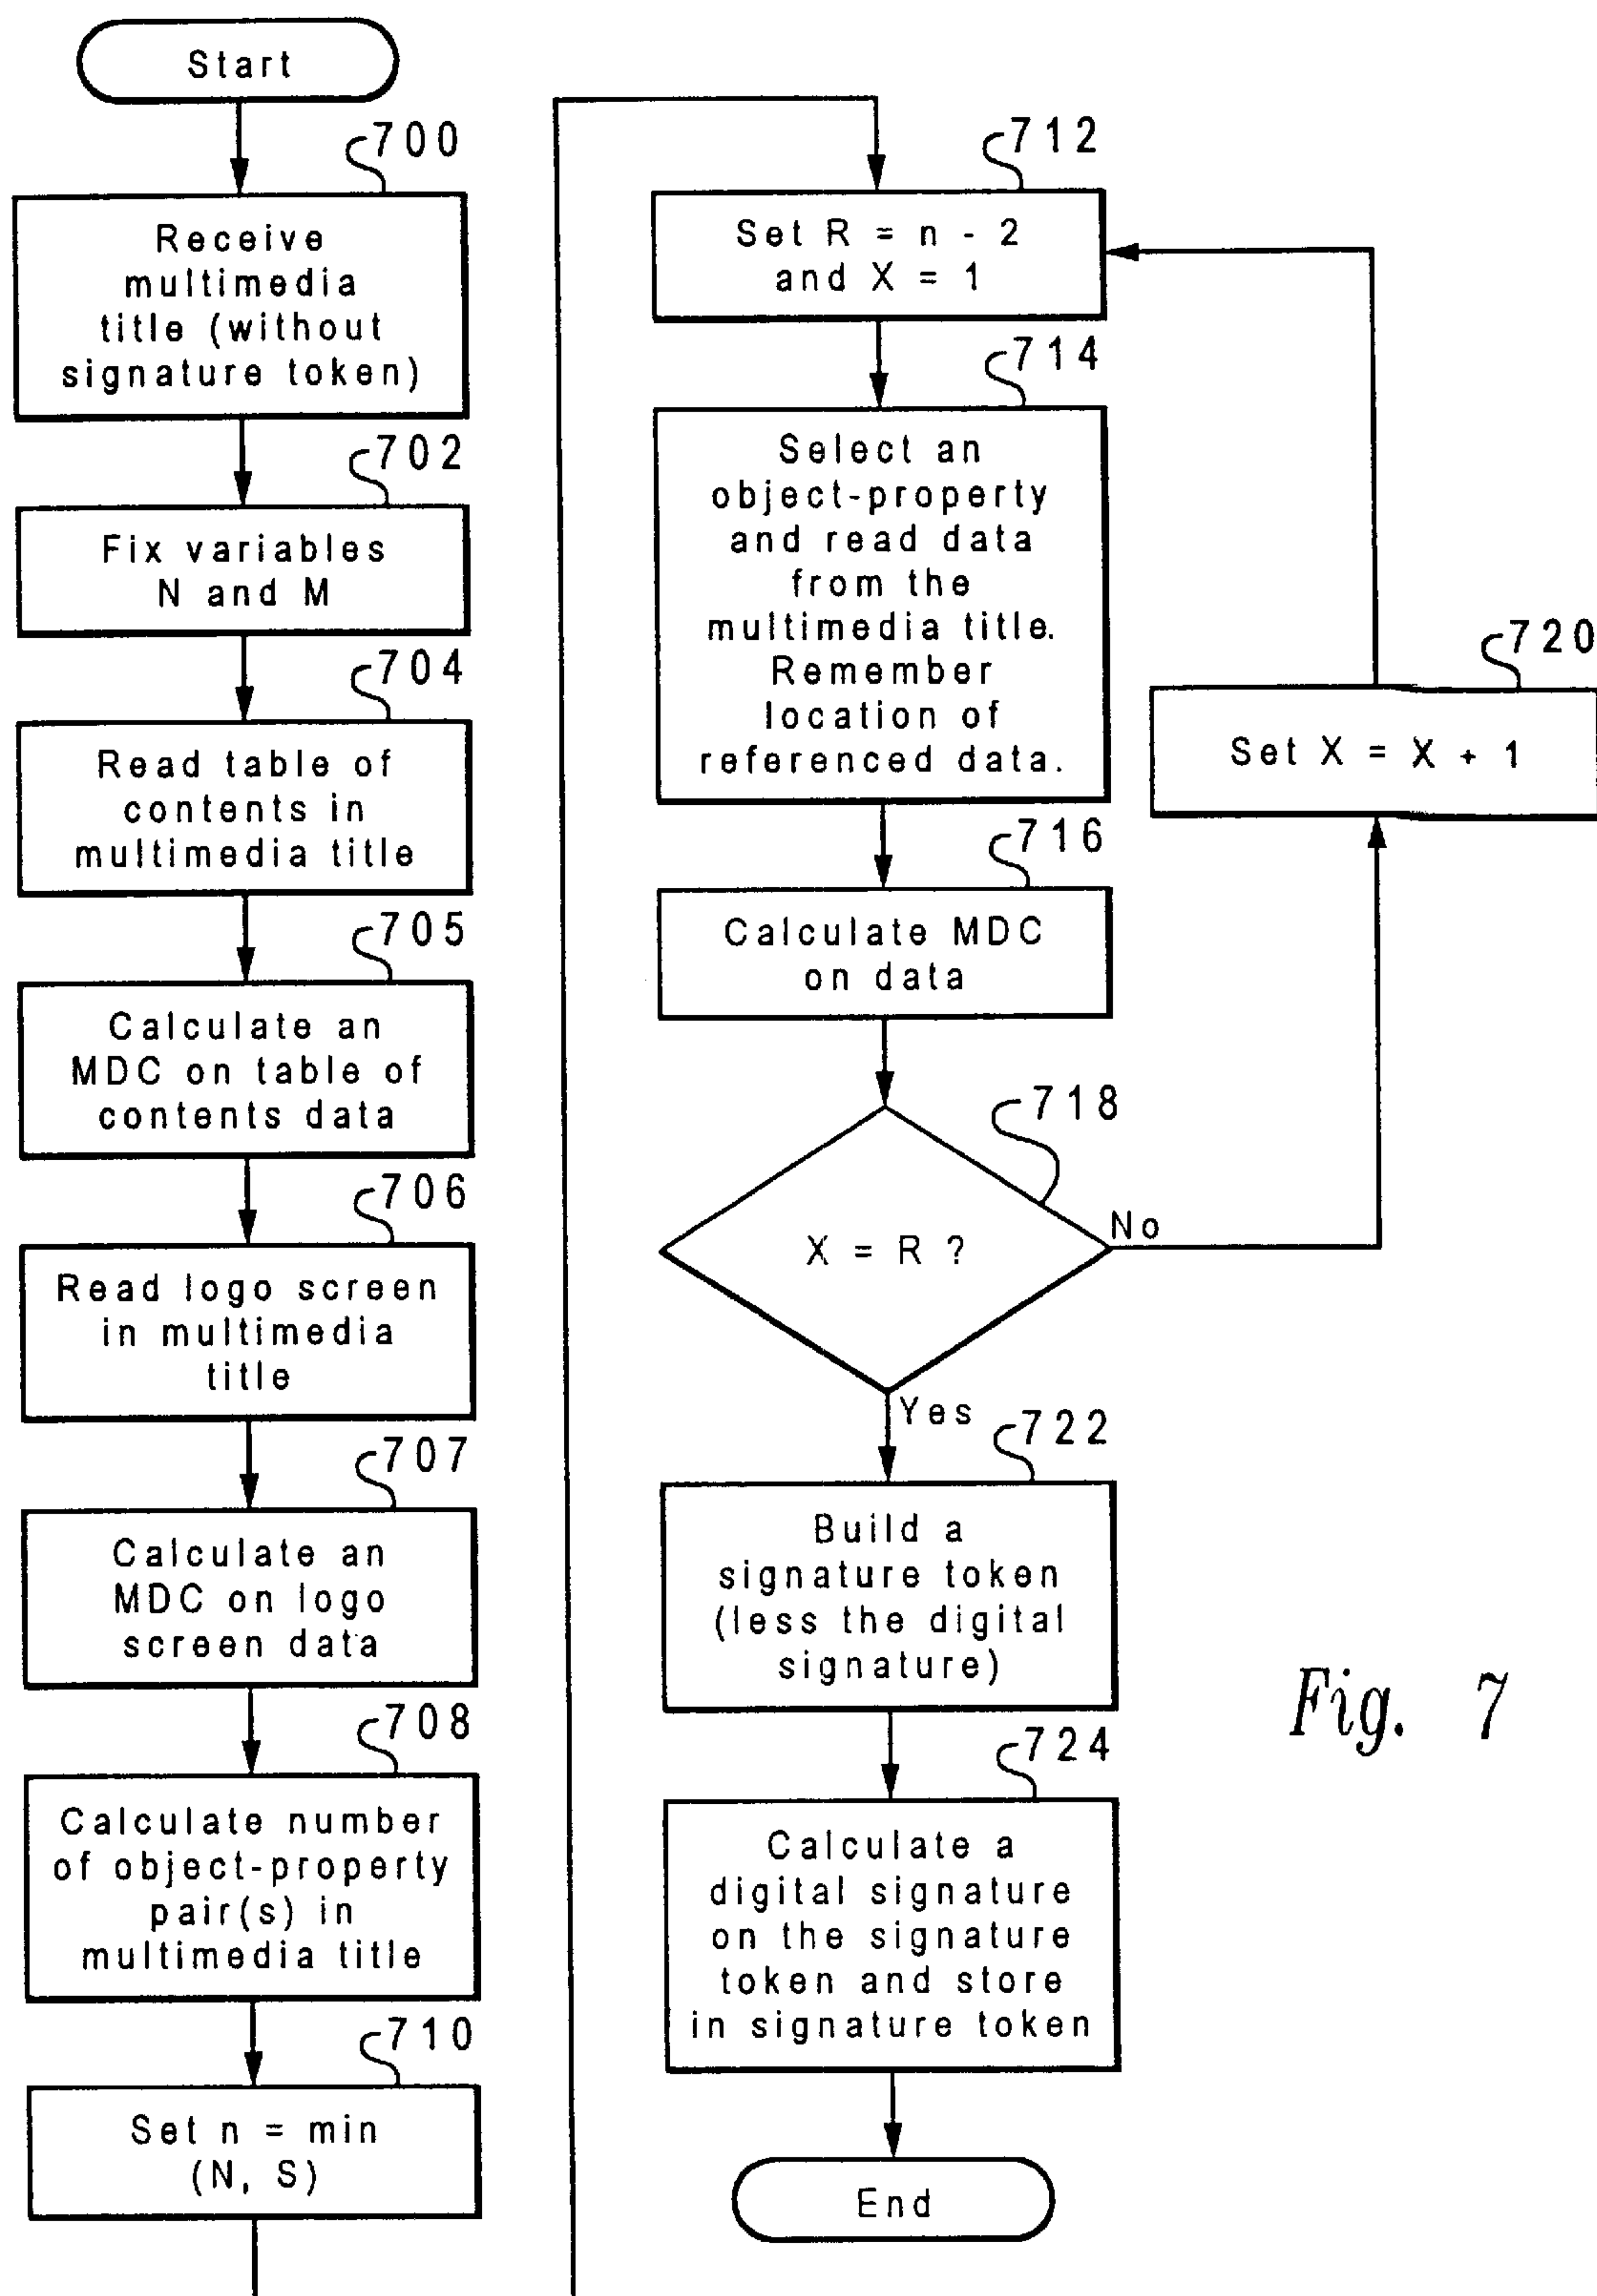 Start
700
Receive
multimedia
title (without
signature token)
702
Fix variables
N and M
704
Read table of
contents in
multimedia title
705
Calculate an
MDC on table of
contents data
706
Read logo screen
in multimedia
title
707
Calculate an
MDC on logo
screen data
708
Calculate number
of object-property
pair(s) in
multimedia title
710
Set n = min
(N, S)
712
Set R = n - 2
and X = 1
714
Select an
object-property
and read data
from the
multimedia title.
Remember
location of
referenced data.
716
Calculate MDC
on data
718
X = R ?
No
720
Set X = X + 1
Yes
722
Build a
signature token
(less the digital
signature)
724
Calculate a
digital signature
on the signature
token and store
in signature token
End
Fig. 7